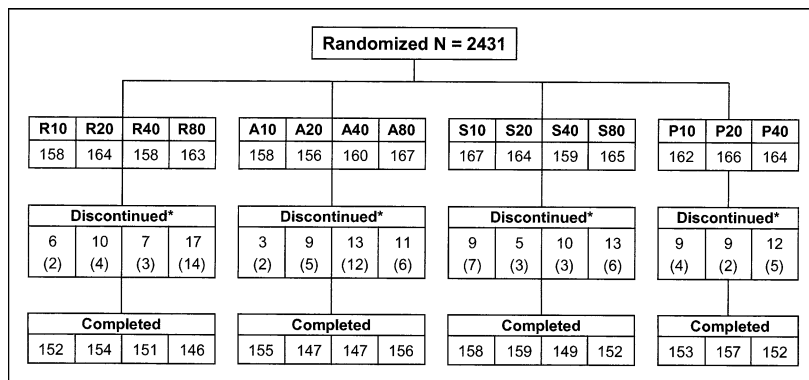 Randomized N = 2431
R10 R20 R40 R80 A10 A20 A40 A80 S10 S20 S40 S80 P10 P20 P40
158 164 158 163 158 156 160 167 167 164 159 165 162 166 164
Discontinued* Discontinued* Discontinued* Discontinued*
6 10 7 17 3 9 13 11 9 5 10 13 9 9 12
(2) (4) (3) (14) (2) (5) (12) (6) (7) (3) (3) (6) (4) (2) (5)
Completed Completed Completed Completed
152 154 151 146 155 147 147 156 158 159 149 152 153 157 152